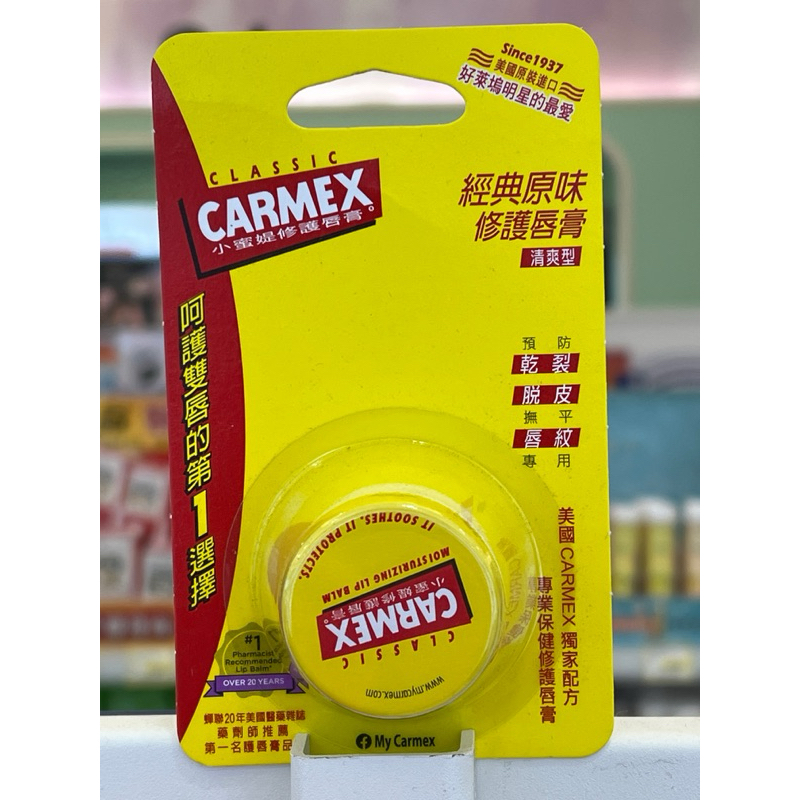 Since1937
美國原裝進口
好萊塢明星的最愛
CLASSIC
CARMEX
小蜜媞修護唇膏
經典原味
修護唇膏
清爽型
呵護雙唇的第1選擇
預防
乾裂
脫皮
撫平
唇紋
專用
美國CARMEX獨家配方
專業保健修護唇膏
CLASSIC
CARMEX
小蜜媞修護唇膏
MOISTURIZING LIP BALM
IT SOOTHES. IT PROTECTS.
www.mycarmex.com
#1
Pharmacist
Recommended
Lip Balm*
OVER 20 YEARS
蟬聯20年美國醫藥雜誌
藥劑師推薦
第一名護唇膏品
My Carmex